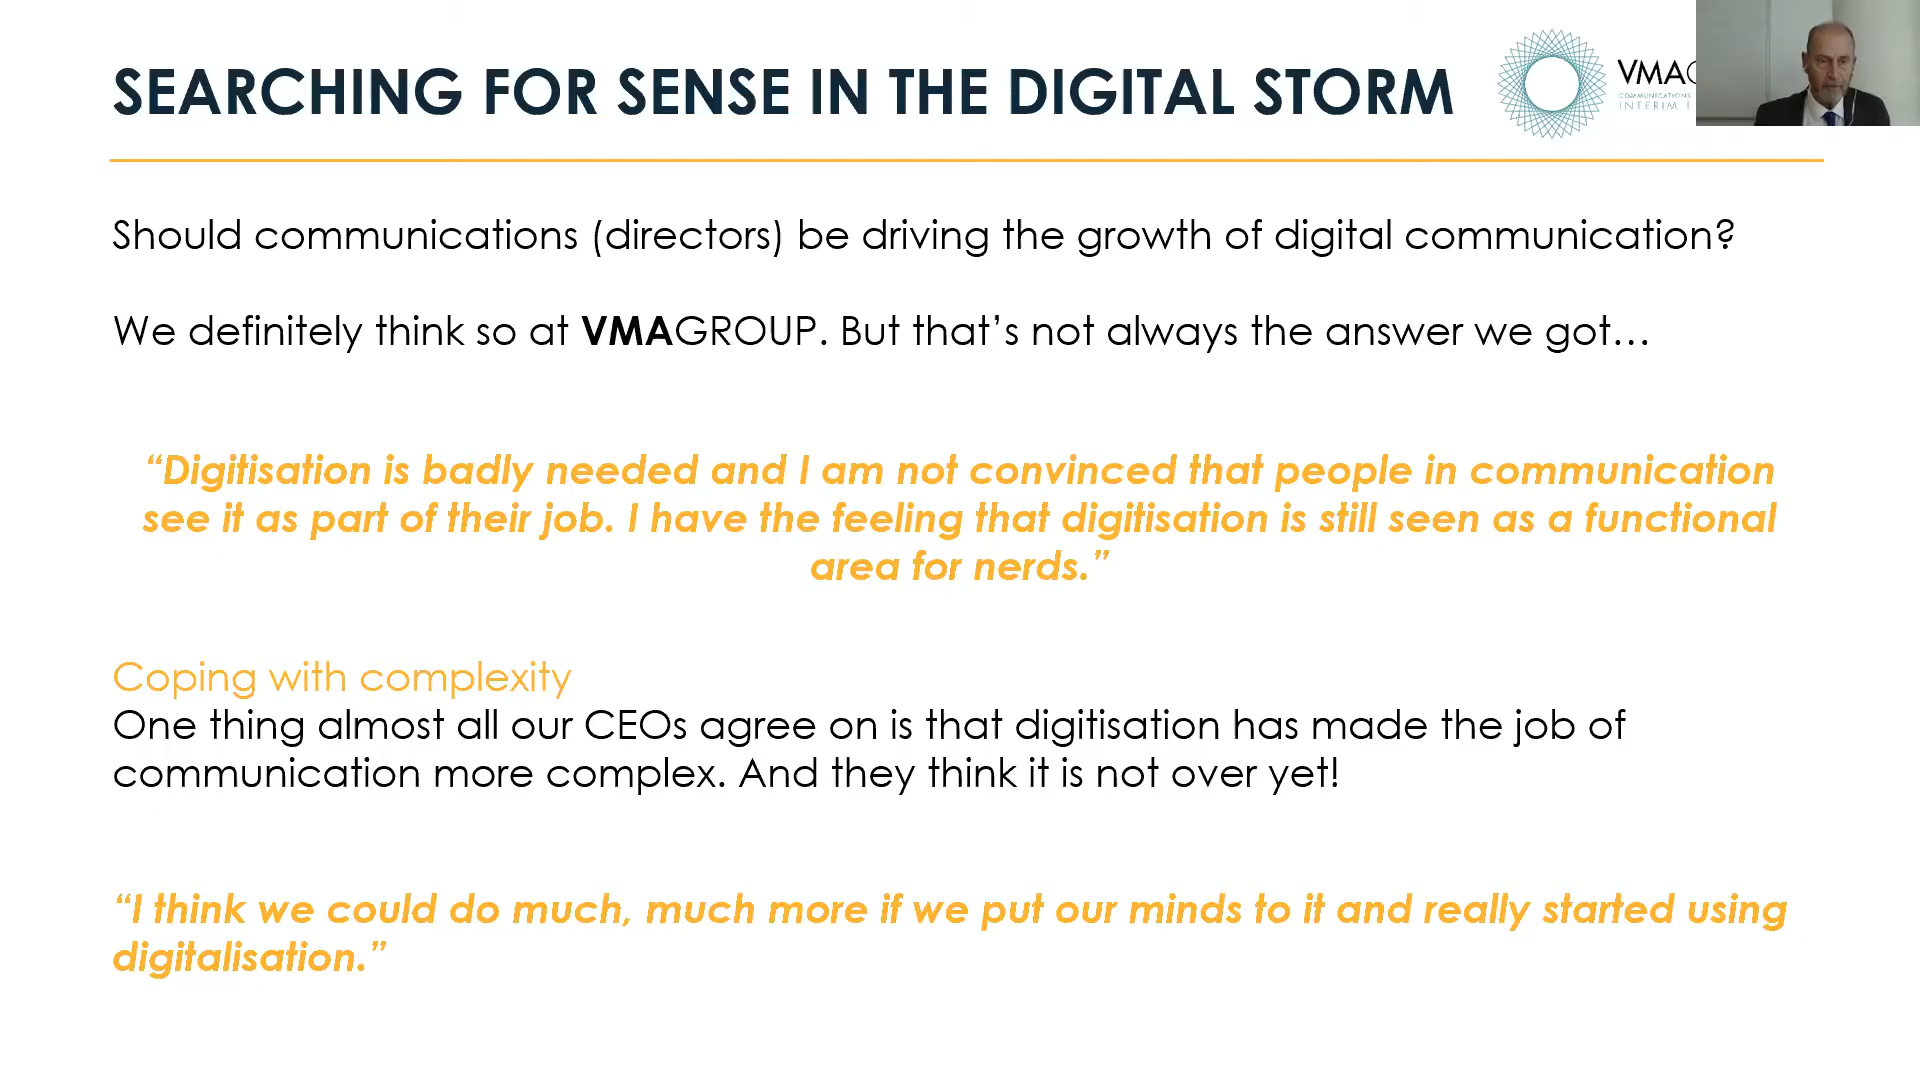 SEARCHING FOR SENSE IN THE DIGITAL STORM
VMA
COMMUNICATIONS
INTERIM
Should communications (directors) be driving the growth of digital communication?
We definitely think so at VMAGROUP. But that’s not always the answer we got…
“Digitisation is badly needed and I am not convinced that people in communication
see it as part of their job. I have the feeling that digitisation is still seen as a functional
area for nerds.”
Coping with complexity
One thing almost all our CEOs agree on is that digitisation has made the job of
communication more complex. And they think it is not over yet!
“I think we could do much, much more if we put our minds to it and really started using
digitalisation.”